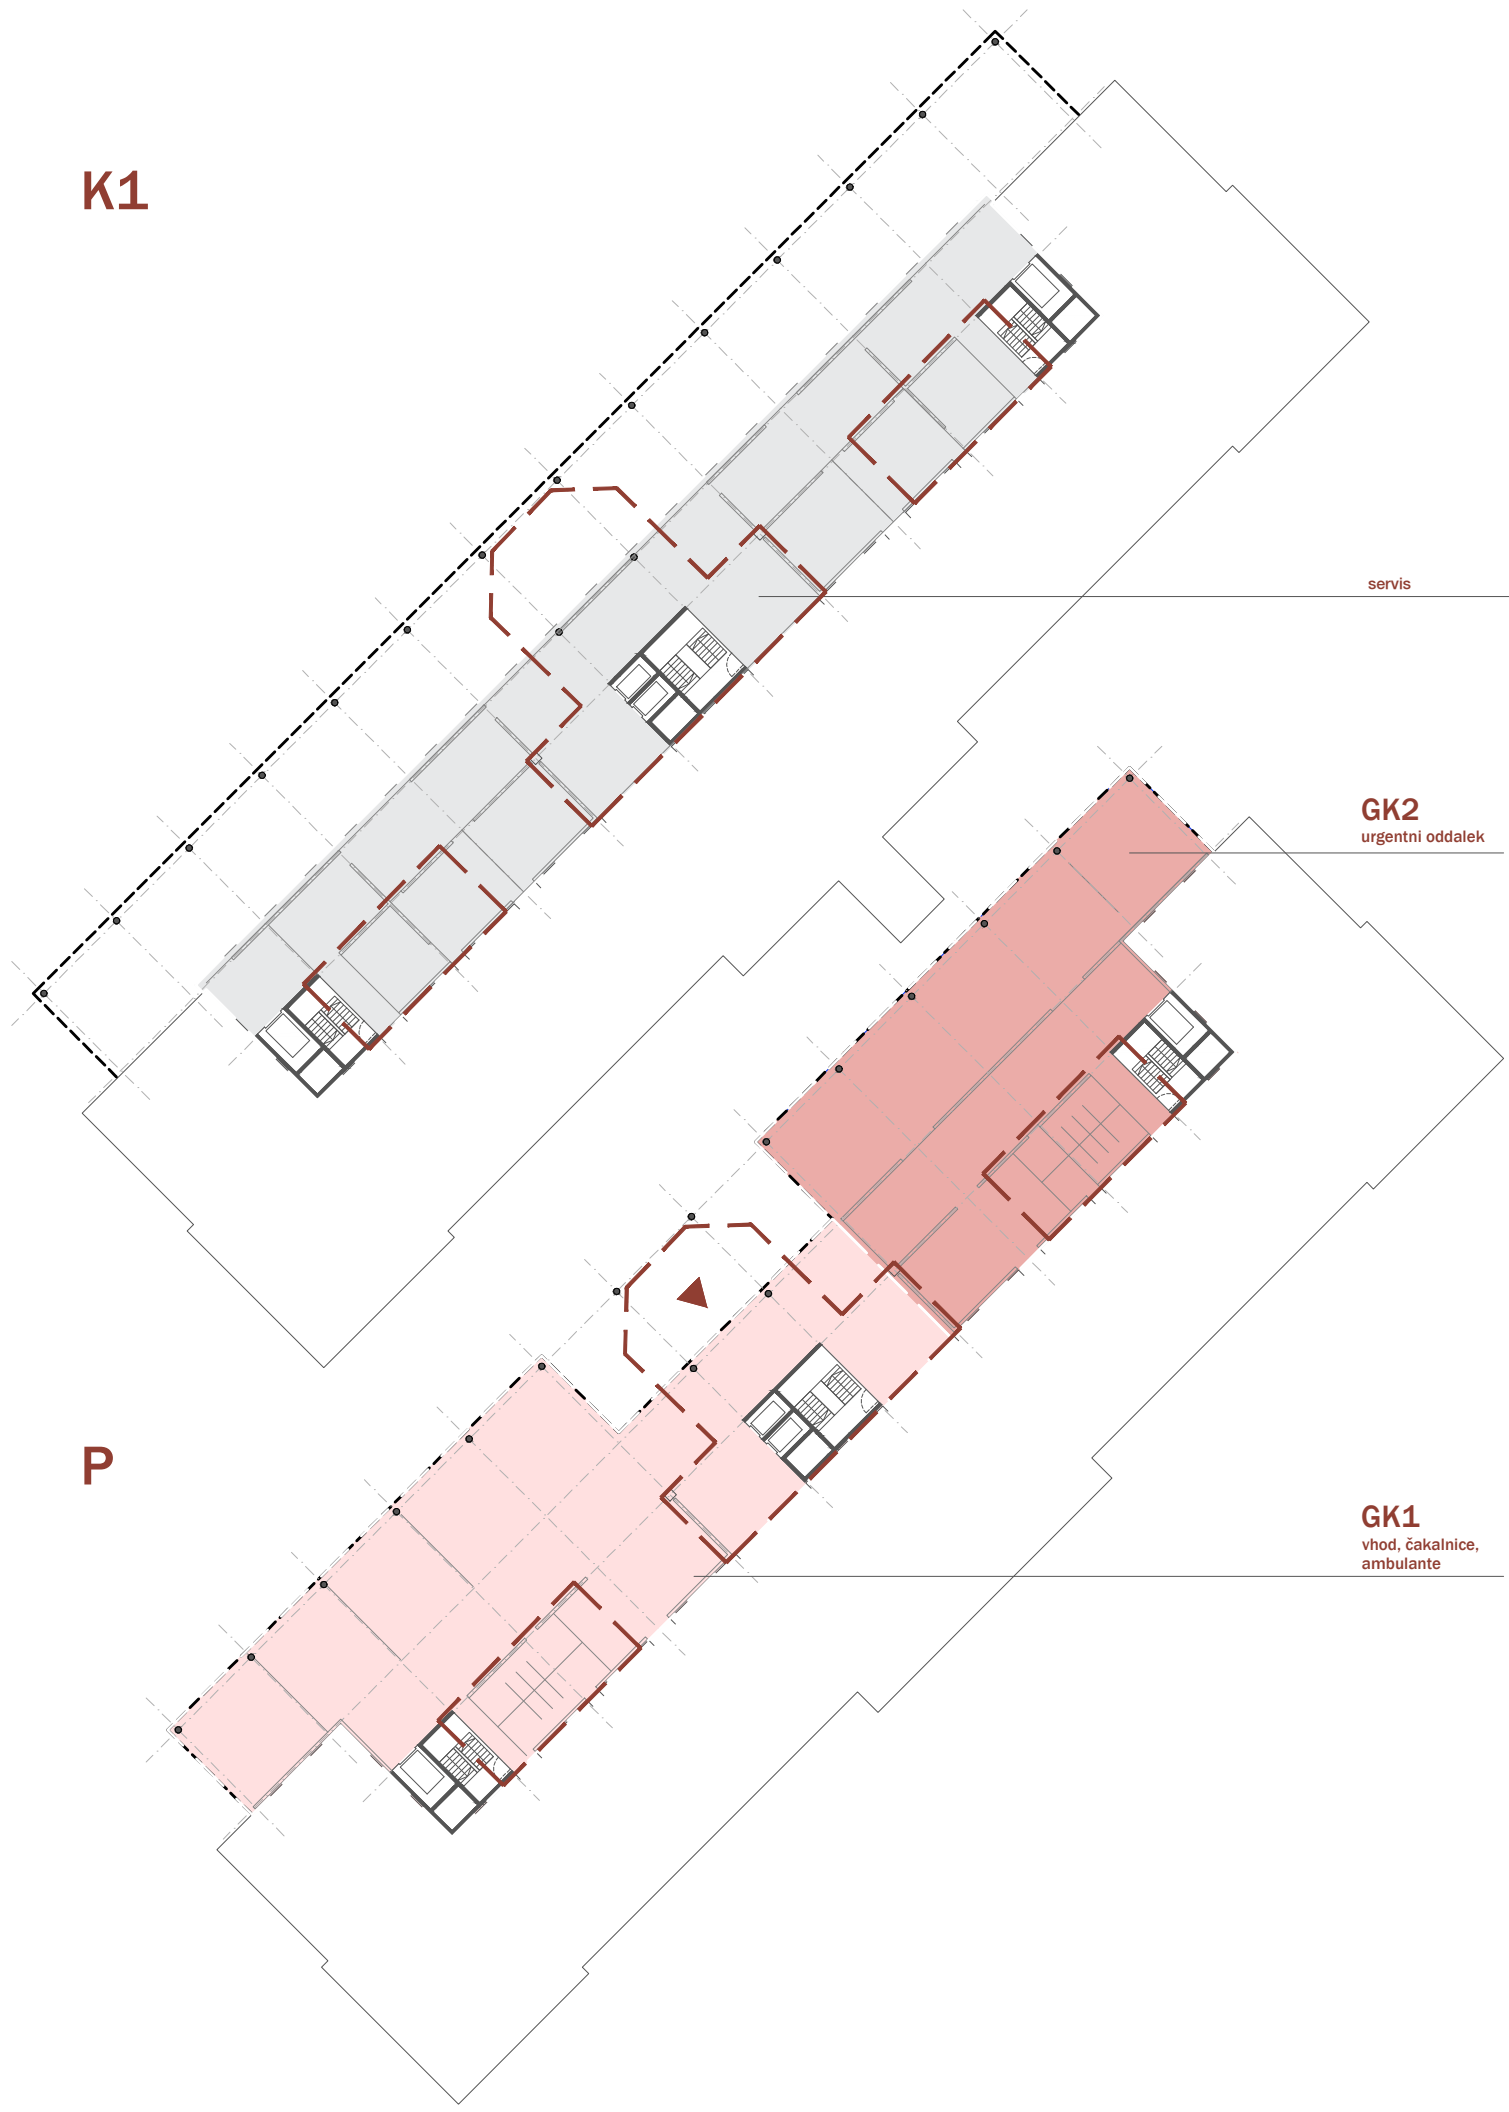 K1
servis
GK2
urgentni oddalek
P
GK1
vhod, čakalnice,
ambulante